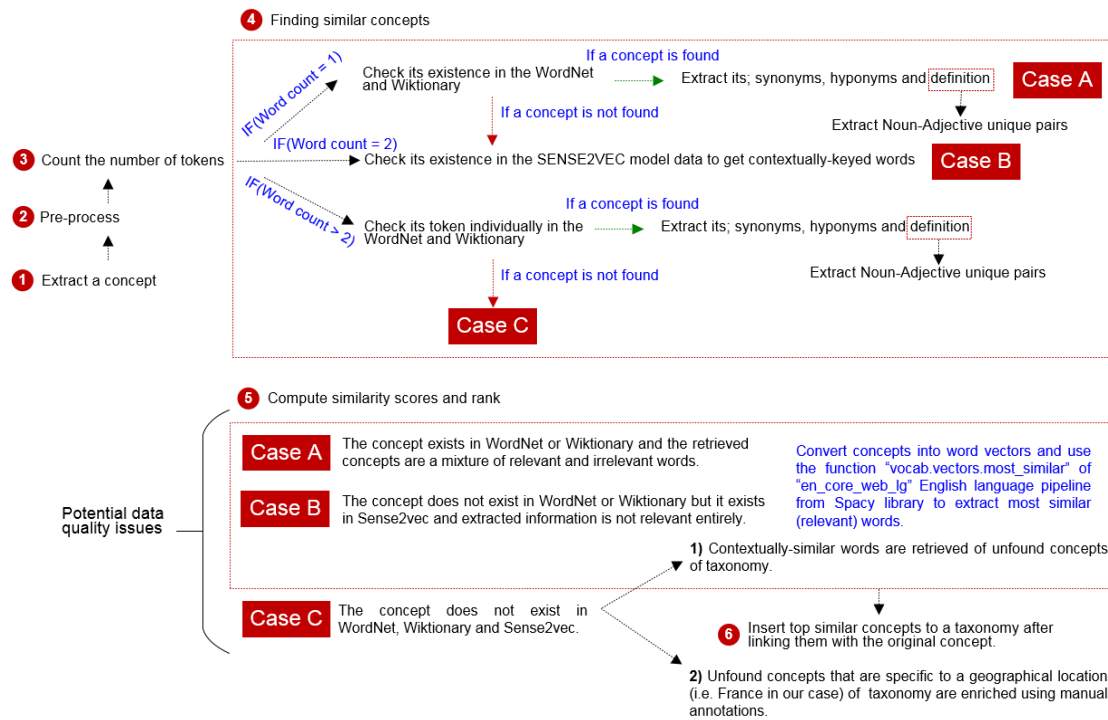 4 Finding similar concepts
IF(Word count = 1)
Check its existence in the WordNet
and Wiktionary
If a concept is found
Extract its; synonyms, hyponyms and definition
Case A
Extract Noun-Adjective unique pairs
If a concept is not found
3 Count the number of tokens
IF(Word count = 2)
Check its existence in the SENSE2VEC model data to get contextually-keyed words
Case B
IF(Word count > 2)
2 Pre-process
1 Extract a concept
Check its token individually in the
WordNet and Wiktionary
If a concept is found
Extract its; synonyms, hyponyms and definition
Extract Noun-Adjective unique pairs
If a concept is not found
Case C
5 Compute similarity scores and rank
Potential data
quality issues
Case A
The concept exists in WordNet or Wiktionary and the retrieved
concepts are a mixture of relevant and irrelevant words.
Case B
The concept does not exist in WordNet or Wiktionary but it exists
in Sense2vec and extracted information is not relevant entirely.
Convert concepts into word vectors and use
the function “vocab.vectors.most_similar” of
“en_core_web_lg” English language pipeline
from Spacy library to extract most similar
(relevant) words.
Case C
The concept does not exist in
WordNet, Wiktionary and Sense2vec.
1) Contextually-similar words are retrieved of unfound concepts
of taxonomy.
6 Insert top similar concepts to a taxonomy after
linking them with the original concept.
2) Unfound concepts that are specific to a geographical location
(i.e. France in our case) of taxonomy are enriched using manual
annotations.